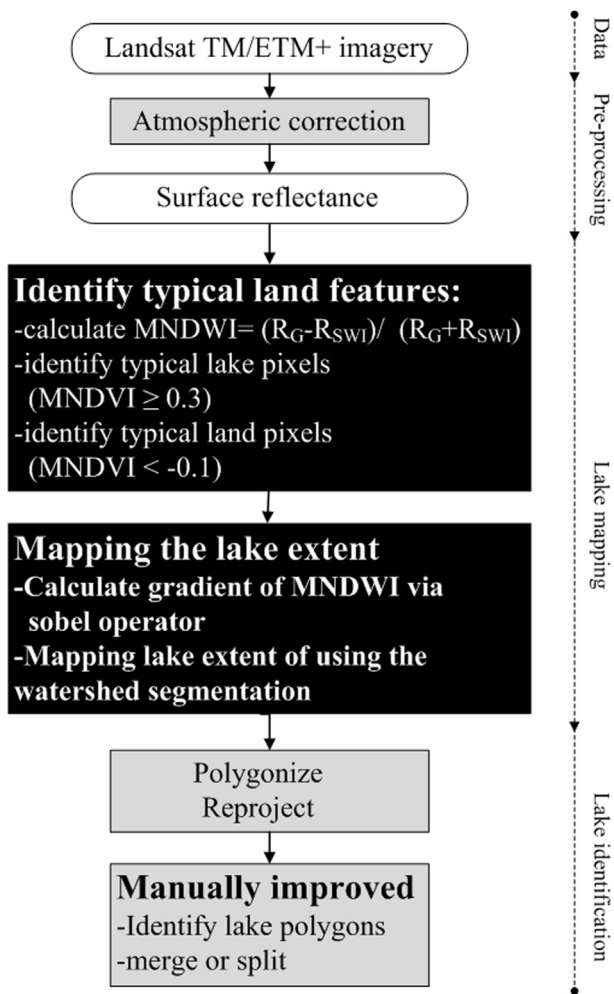 Landsat TM/ETM+ imagery
Atmospheric correction
Surface reflectance
Identify typical land features:
-calculate MNDWI= (RG-RSWI)/ (RG+RSWI)
-identify typical lake pixels
(MNDVI ≥ 0.3)
-identify typical land pixels
(MNDVI < -0.1)
Mapping the lake extent
-Calculate gradient of MNDWI via
sobel operator
-Mapping lake extent of using the
watershed segmentation
Polygonize
Reproject
Manually improved
-Identify lake polygons
-merge or split
Data
Pre-processing
Lake mapping
Lake identification